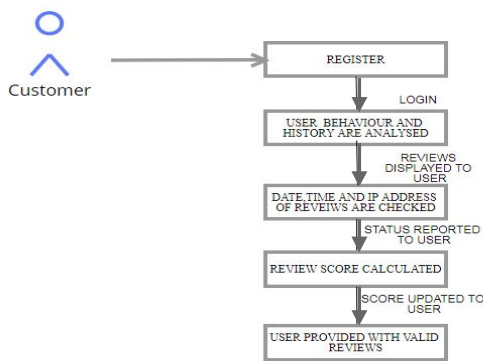 REGISTER
Customer
LOGIN
USER BEHAVIOUR AND
HISTORY ARE ANALYSED
REVIEWS
DISPLAYED TO
USER
DATE,TIME AND IP ADDRESS
OF REVEIWS ARE CHECKED
STATUS REPORTED
TO USER
REVIEW SCORE CALCULATED
SCORE UPDATED TO
USER
USER PROVIDED WITH VALID
REVIEWS